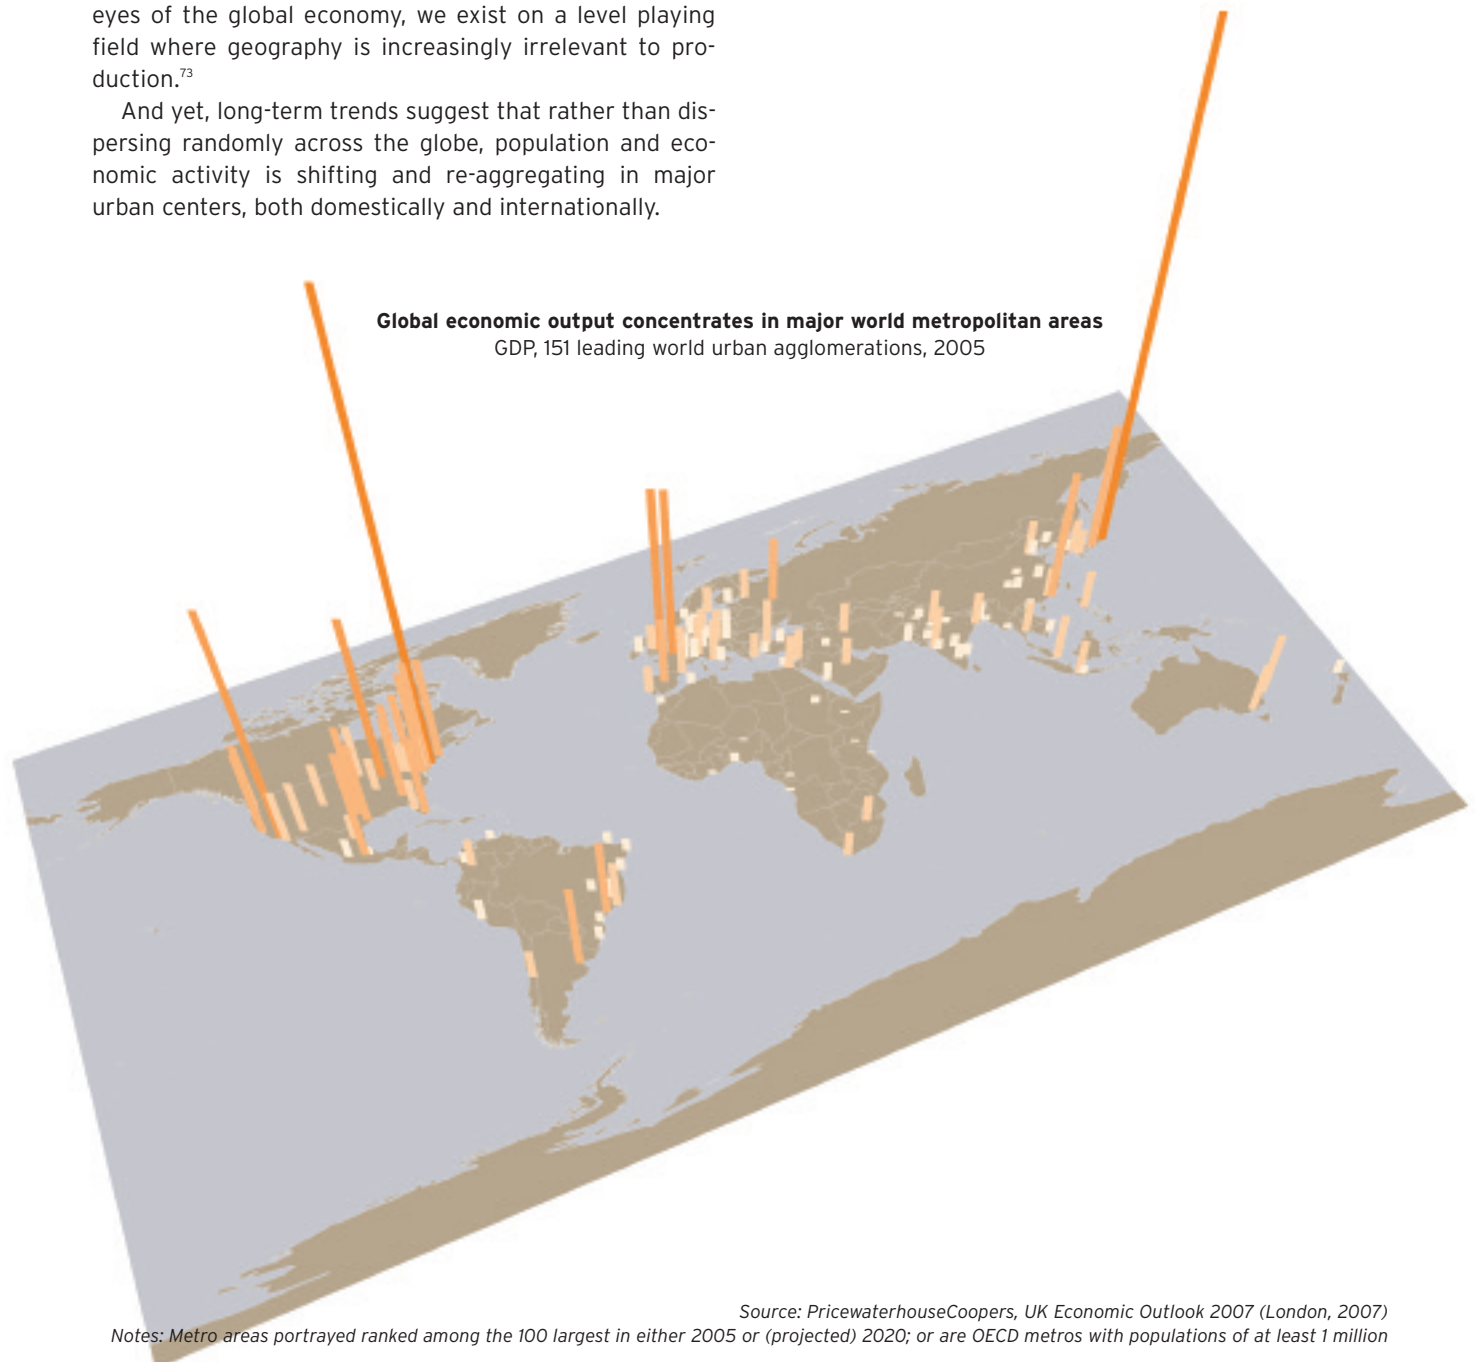 eyes of the global economy, we exist on a level playing
field where geography is increasingly irrelevant to pro-
duction.73
And yet, long-term trends suggest that rather than dis-
persing randomly across the globe, population and eco-
nomic activity is shifting and re-aggregating in major
urban centers, both domestically and internationally.
Global economic output concentrates in major world metropolitan areas
GDP, 151 leading world urban agglomerations, 2005
Source: PricewaterhouseCoopers, UK Economic Outlook 2007 (London, 2007)
Notes: Metro areas portrayed ranked among the 100 largest in either 2005 or (projected) 2020; or are OECD metros with populations of at least 1 million